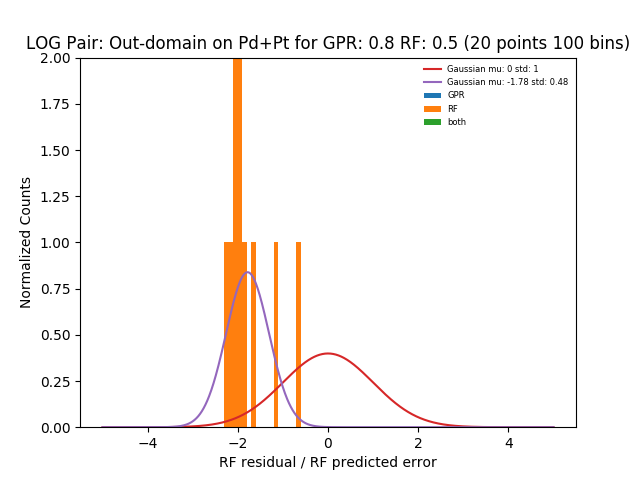 LOG Pair: Out-domain on Pd+Pt for GPR: 0.8 RF: 0.5 (20 points 100 bins)
Gaussian mu: 0 std: 1
Gaussian mu: -1.78 std: 0.48
GPR
RF
both
Normalized Counts
2.00
1.75
1.50
1.25
1.00
0.75
0.50
0.25
0.00
−4 −2 0 2 4
RF residual / RF predicted error